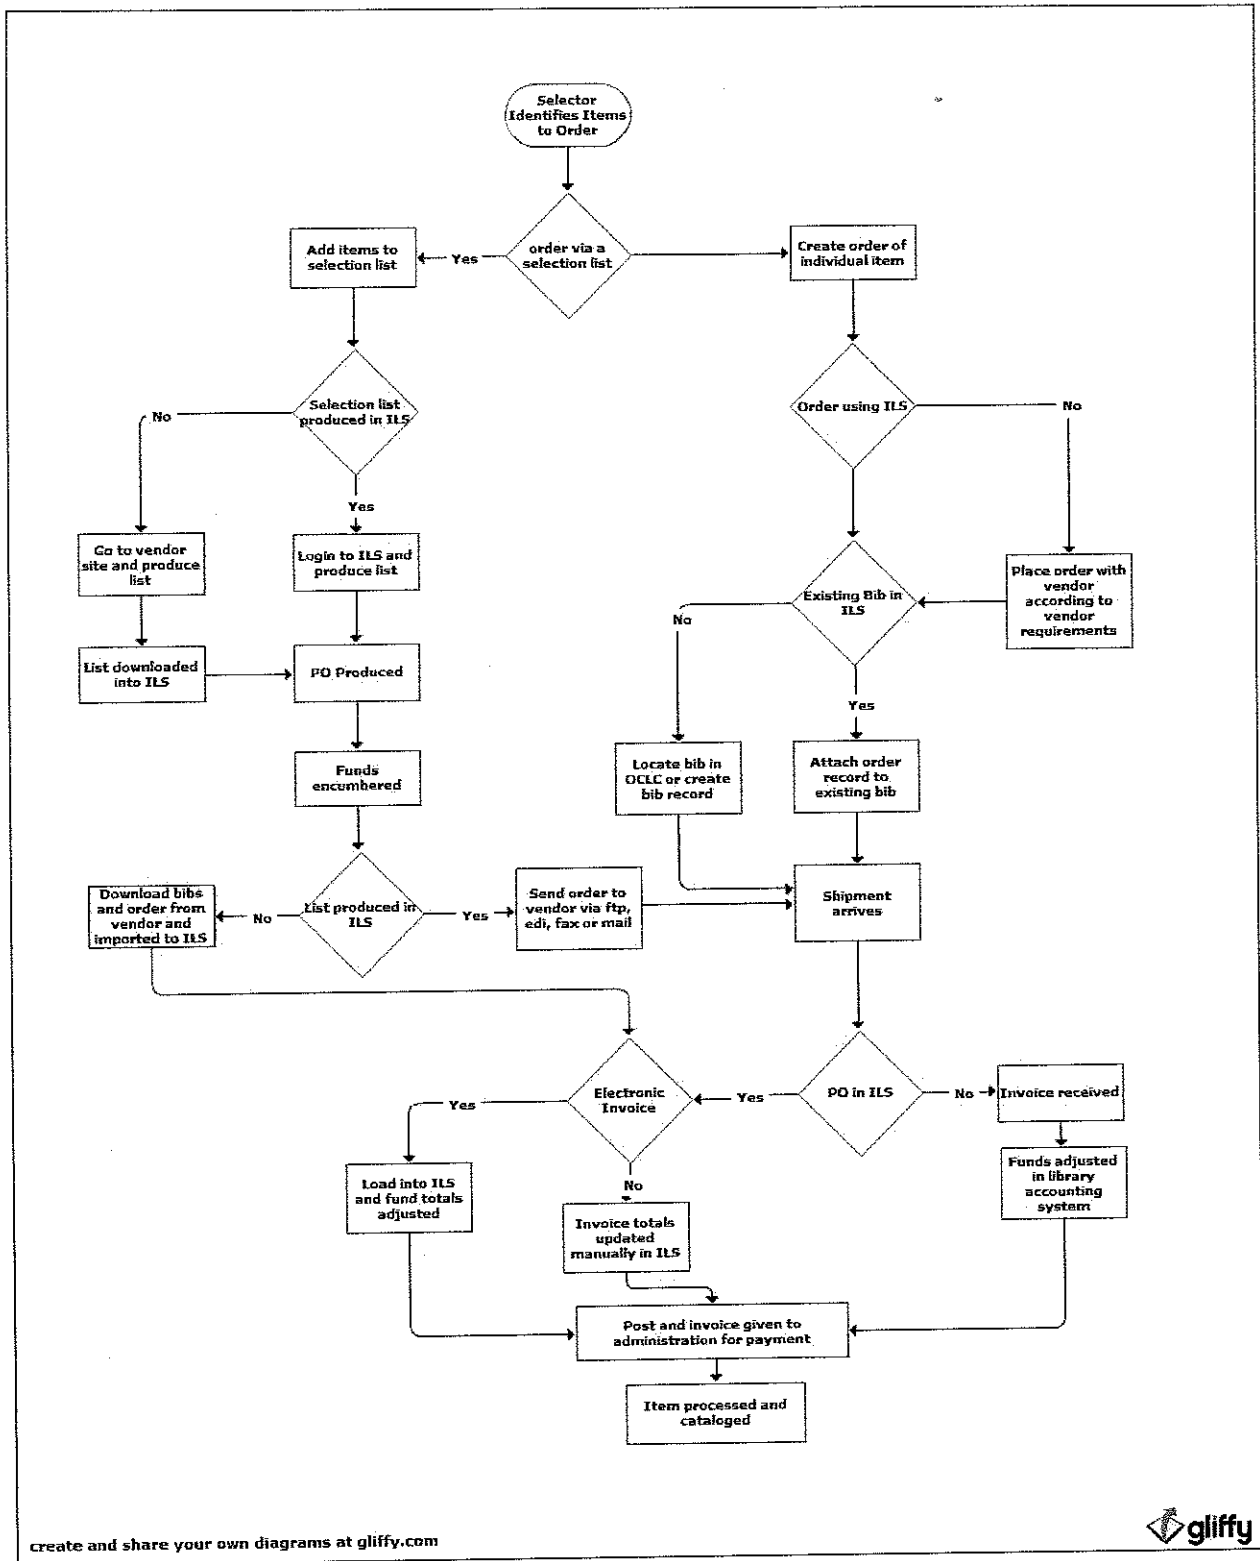 Selector
Identifies Items
to Order
Add items to
selection list
Yes
order via a
selection list
Create order of
individual item
No
Selection list
produced in ILS
Order using ILS
No
Yes
Go to vendor
site and produce
list
Login to ILS and
produce list
Existing Bib in
ILS
Place order with
vendor
according to
vendor
requirements
No
List downloaded
into ILS
PO Produced
Yes
Funds
encumbered
Locate bib in
OCLC or create
bib record
Attach order
record to
existing bib
Download bibs
and order from
vendor and
imported to ILS
No
List produced in
ILS
Yes
Send order to
vendor via ftp,
edi, fax or mail
Shipment
arrives
Yes
Electronic
Invoice
Yes
PO in ILS
No
Invoice received
Load into ILS
and fund totals
adjusted
No
Invoice totals
updated
manually in ILS
Funds adjusted
in library
accounting
system
Post and invoice given to
administration for payment
Item processed and
cataloged
create and share your own diagrams at gliffy.com
gliffy